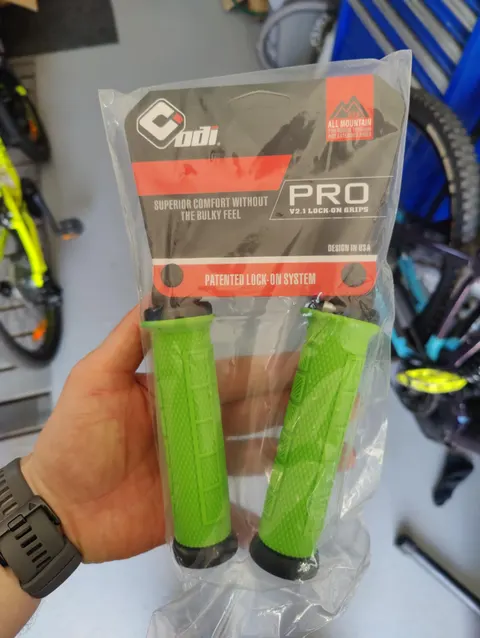 ODI
ALL MOUNTAIN
SUPERIOR COMFORT WITHOUT
THE BULKY FEEL
PRO
V2.1 LOCK-ON GRIPS
DESIGN IN USA
PATENTED LOCK-ON SYSTEM